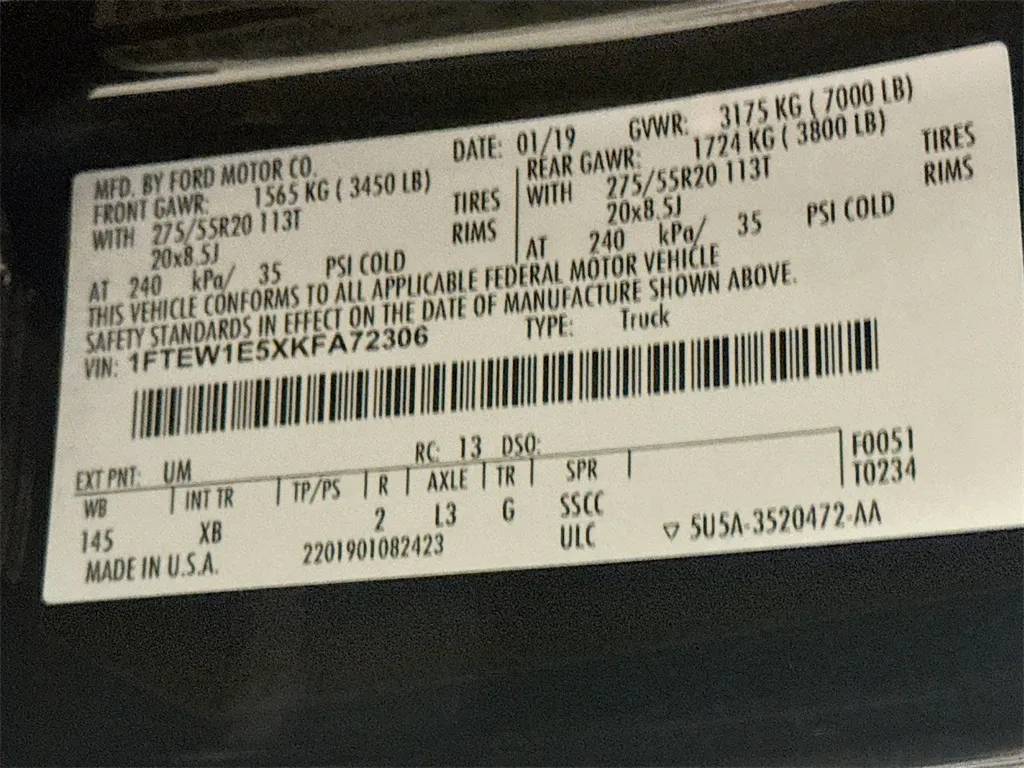 MFD. BY FORD MOTOR CO.
DATE: 01/19 GVWR: 3175 KG ( 7000 LB)
FRONT GAWR: 1565 KG ( 3450 LB)
WITH 275/55R20 113T TIRES
20x8.5J RIMS
AT 240 kPa/ 35 PSI COLD
REAR GAWR: 1724 KG ( 3800 LB)
WITH 275/55R20 113T TIRES
20x8.5J RIMS
AT 240 kPa/ 35 PSI COLD
THIS VEHICLE CONFORMS TO ALL APPLICABLE FEDERAL MOTOR VEHICLE
SAFETY STANDARDS IN EFFECT ON THE DATE OF MANUFACTURE SHOWN ABOVE.
VIN: 1FTEW1E5XKFA72306 TYPE: Truck
EXT PNT: UM RC: 13 DSO: F0051
WB INT TR TP/PS R AXLE TR SPR T0234
145 XB 2 L3 G SSCC
MADE IN U.S.A. 2201901082423 ULC ▽ 5U5A-3520472-AA